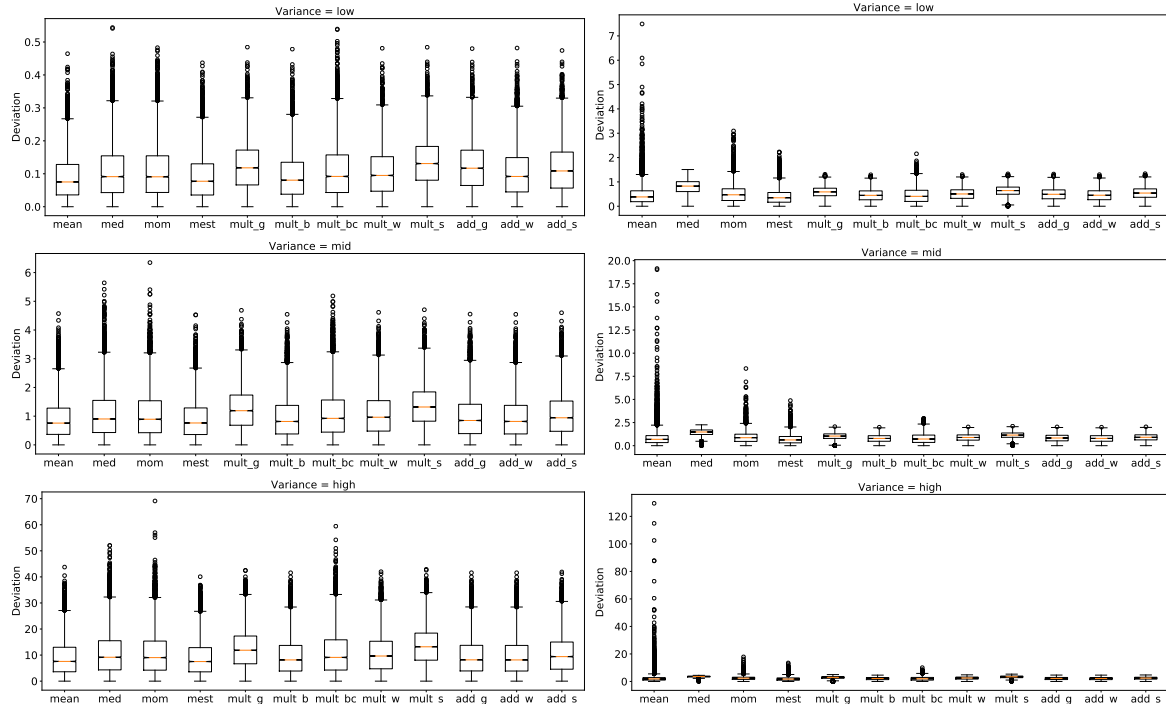 Variance = low
Deviation
0.5
0.4
0.3
0.2
0.1
0.0
mean med mom mest mult_g mult_b mult_bc mult_w mult_s add_g add_w add_s
Variance = low
Deviation
7
6
5
4
3
2
1
0
mean med mom mest mult_g mult_b mult_bc mult_w mult_s add_g add_w add_s
Variance = mid
Deviation
6
5
4
3
2
1
0
mean med mom mest mult_g mult_b mult_bc mult_w mult_s add_g add_w add_s
Variance = mid
Deviation
20.0
17.5
15.0
12.5
10.0
7.5
5.0
2.5
0.0
mean med mom mest mult_g mult_b mult_bc mult_w mult_s add_g add_w add_s
Variance = high
Deviation
70
60
50
40
30
20
10
0
mean med mom mest mult_g mult_b mult_bc mult_w mult_s add_g add_w add_s
Variance = high
Deviation
120
100
80
60
40
20
0
mean med mom mest mult_g mult_b mult_bc mult_w mult_s add_g add_w add_s